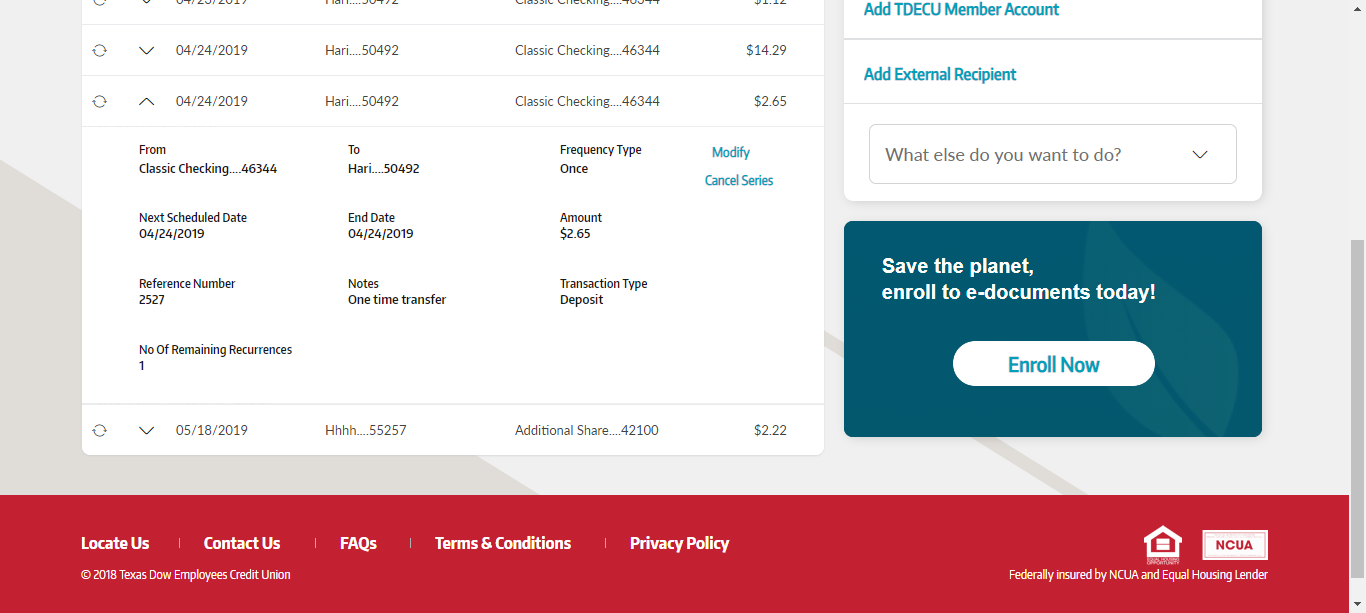 04/23/2019 Hari....50492 Classic Checking....46344 $1.12
04/24/2019 Hari....50492 Classic Checking....46344 $14.29
04/24/2019 Hari....50492 Classic Checking....46344 $2.65
From To Frequency Type Modify
Classic Checking....46344 Hari....50492 Once
Cancel Series
Next Scheduled Date End Date Amount
04/24/2019 04/24/2019 $2.65
Reference Number Notes Transaction Type
2527 One time transfer Deposit
No Of Remaining Recurrences
1
05/18/2019 Hhhh....55257 Additional Share....42100 $2.22
Add TDECU Member Account
Add External Recipient
What else do you want to do?
Save the planet,
enroll to e-documents today!
Enroll Now
Locate Us | Contact Us | FAQs | Terms & Conditions | Privacy Policy
© 2018 Texas Dow Employees Credit Union
EQUAL HOUSING
OPPORTUNITY
NCUA
Federally insured by NCUA and Equal Housing Lender